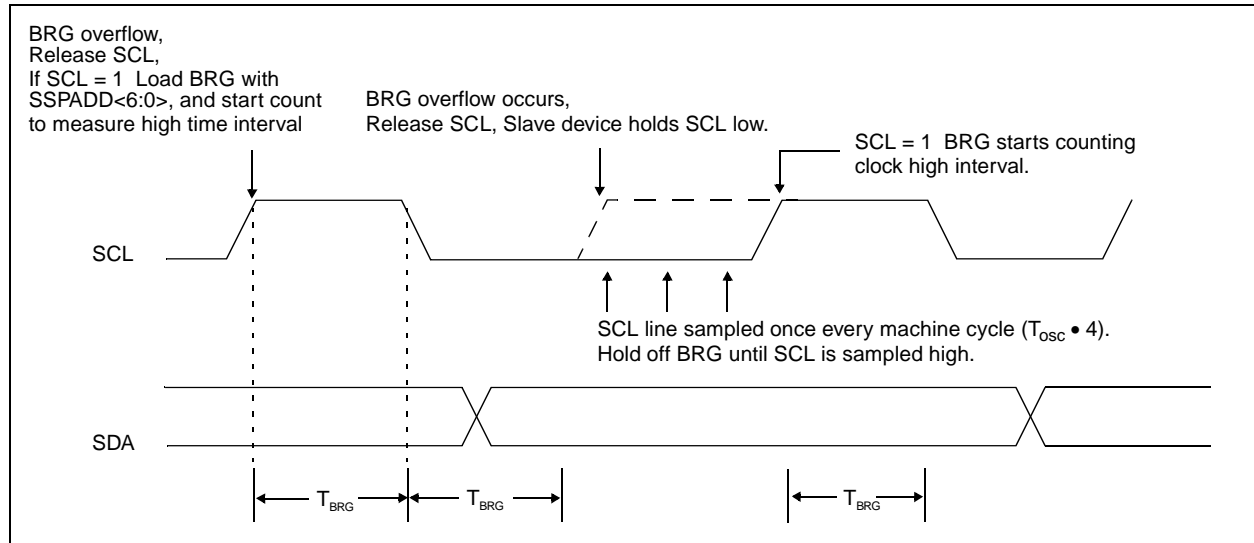 BRG overflow,
Release SCL,
If SCL = 1 Load BRG with
SSPADD<6:0>, and start count
to measure high time interval
BRG overflow occurs,
Release SCL, Slave device holds SCL low.
SCL = 1 BRG starts counting
clock high interval.
SCL
SCL line sampled once every machine cycle (Tosc • 4).
Hold off BRG until SCL is sampled high.
SDA
TBRG
TBRG
TBRG